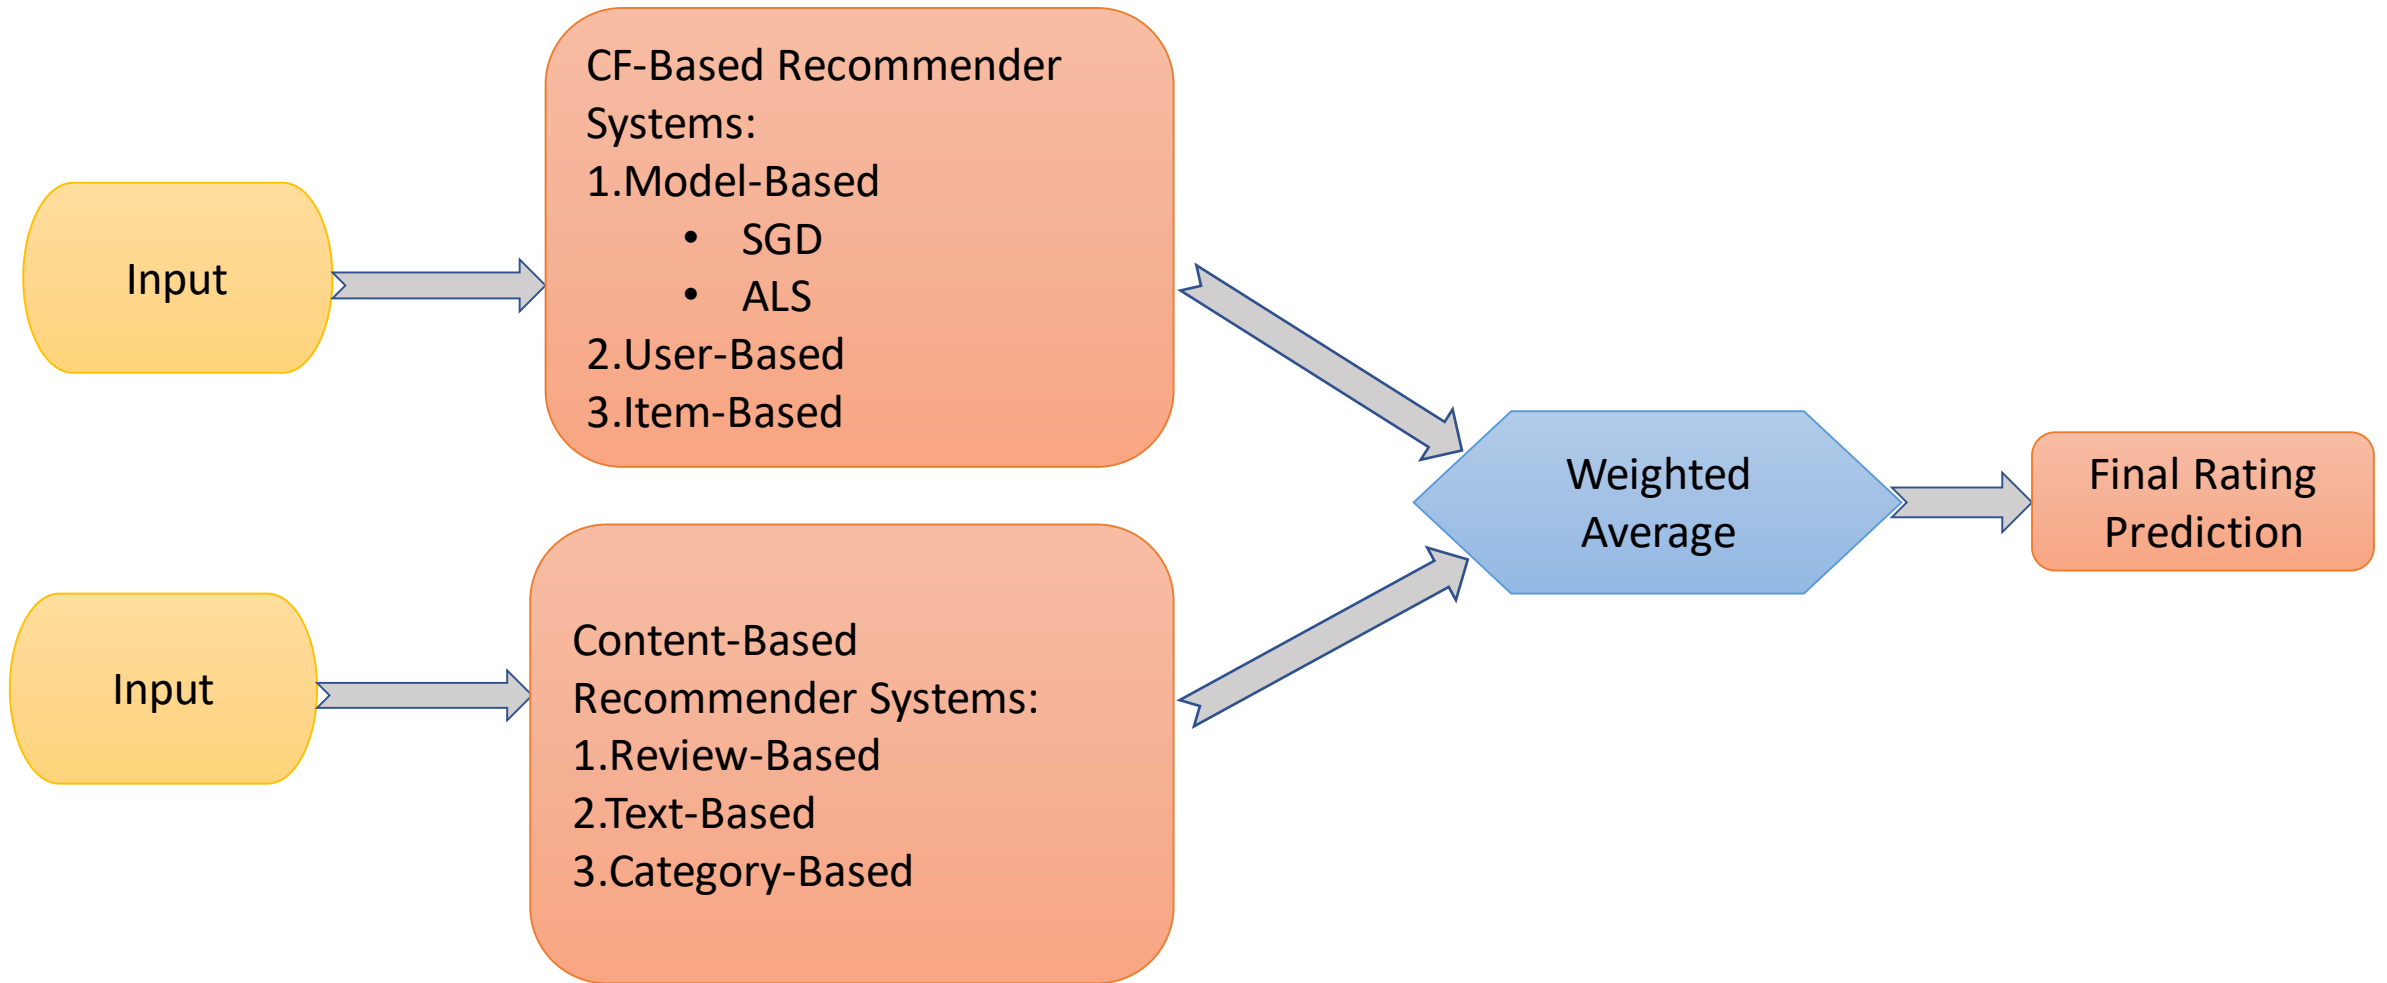 Input
CF-Based Recommender
Systems:
1.Model-Based
• SGD
• ALS
2.User-Based
3.Item-Based
Input
Content-Based
Recommender Systems:
1.Review-Based
2.Text-Based
3.Category-Based
Weighted
Average
Final Rating
Prediction